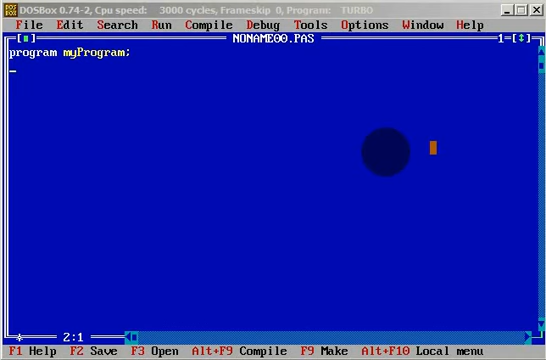 DOS BOX DOSBox 0.74-2, Cpu speed: 3000 cycles, Frameskip 0, Program: TURBO
File Edit Search Run Compile Debug Tools Options Window Help
NONAME00.PAS 1=[↕]
program myProgram;
2:1
F1 Help F2 Save F3 Open Alt+F9 Compile F9 Make Alt+F10 Local menu